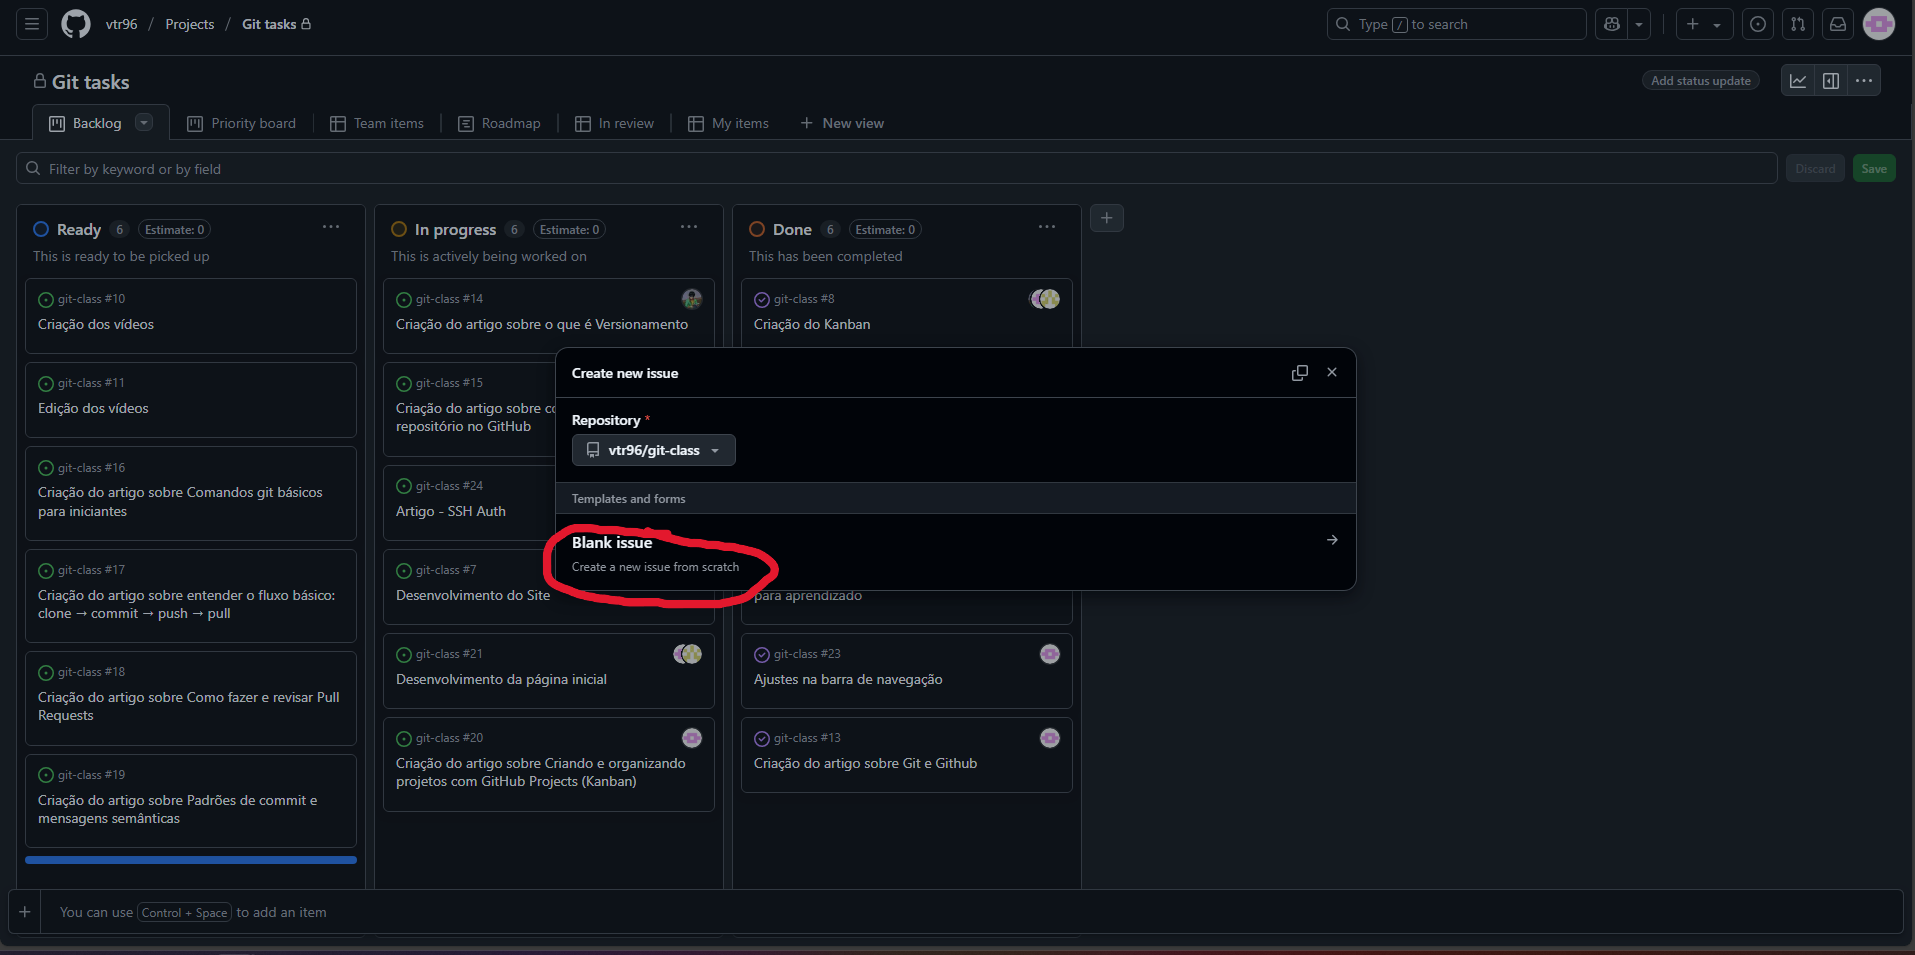 vtr96 / Projects / Git tasks
Type / to search
Git tasks
Add status update
Backlog
Priority board
Team items
Roadmap
In review
My items
New view
Filter by keyword or by field
Discard
Save
Ready 6 Estimate: 0
This is ready to be picked up
git-class #10
Criação dos vídeos
git-class #11
Edição dos vídeos
git-class #16
Criação do artigo sobre Comandos git básicos
para iniciantes
git-class #17
Criação do artigo sobre entender o fluxo básico:
clone → commit → push → pull
git-class #18
Criação do artigo sobre Como fazer e revisar Pull
Requests
git-class #19
Criação do artigo sobre Padrões de commit e
mensagens semânticas
In progress 6 Estimate: 0
This is actively being worked on
git-class #14
Criação do artigo sobre o que é Versionamento
git-class #15
Criação do artigo sobre
repositório no GitHub
git-class #24
Artigo - SSH Auth
git-class #7
Desenvolvimento do Site
git-class #21
Desenvolvimento da página inicial
git-class #20
Criação do artigo sobre Criando e organizando
projetos com GitHub Projects (Kanban)
Done 6 Estimate: 0
This has been completed
git-class #8
Criação do Kanban
para aprendizado
git-class #23
Ajustes na barra de navegação
git-class #13
Criação do artigo sobre Git e Github
Create new issue
Repository *
vtr96/git-class
Templates and forms
Blank issue
Create a new issue from scratch
You can use Control + Space to add an item